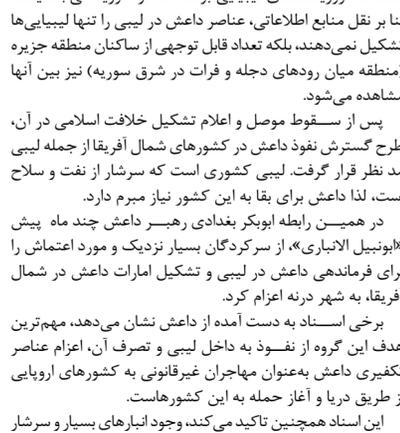 بنا بر نقل منابع اطلاعاتی، عناصر داعش در لیبی را تنها لیبیایی‌ها
تشکیل نمی‌دهند، بلکه تعداد قابل توجهی از ساکنان منطقه جزیره
(منطقه میان رودهای دجله و فرات در شرق سوریه) نیز بین آنها
مشاهده می‌شود.
پس از سقوط موصل و اعلام تشکیل خلافت اسلامی در آن،
طرح گسترش نفوذ داعش در کشورهای شمال آفریقا از جمله لیبی
مد نظر قرار گرفت. لیبی کشوری است که سرشار از نفت و سلاح
است، لذا داعش برای بقا به این کشور نیاز مبرم دارد.
در همین رابطه ابوبکر بغدادی رهبر داعش چند ماه پیش
«ابونبیل الانباری»، از سرکردگان بسیار نزدیک و مورد اعتماش را
برای فرماندهی داعش در لیبی و تشکیل امارات داعش در شمال
آفریقا، به شهر درنه اعزام کرد.
برخی اسناد به دست آمده از داعش نشان می‌دهد، مهم‌ترین
هدف این گروه از نفوذ به داخل لیبی و تصرف آن، اعزام عناصر
تکفیری داعش به‌عنوان مهاجران غیرقانونی به کشورهای اروپایی
از طریق دریا و آغاز حمله به این کشورهاست.
این اسناد همچنین تاکید می‌کند، وجود انبارهای بسیار و سرشار